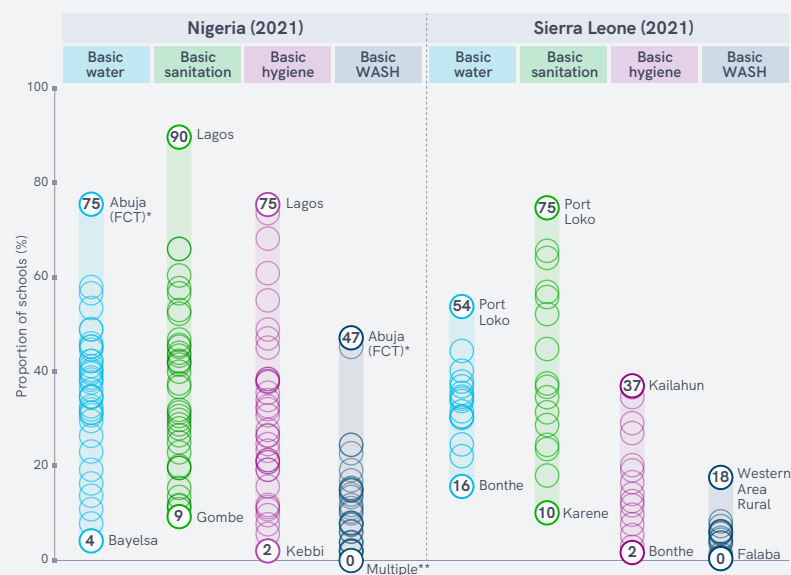 Nigeria (2021)
Sierra Leone (2021)
Basic
water
Basic
sanitation
Basic
hygiene
Basic
WASH
Basic
water
Basic
sanitation
Basic
hygiene
Basic
WASH
Proportion of schools (%)
100
80
60
40
20
0
75
Abuja
(FCT)*
4
Bayelsa
90
Lagos
9
Gombe
75
Lagos
2
Kebbi
47
Abuja
(FCT)*
0
Multiple**
54
Port
Loko
16
Bonthe
75
Port
Loko
10
Karene
37
Kailahun
2
Bonthe
18
Western
Area
Rural
0
Falaba